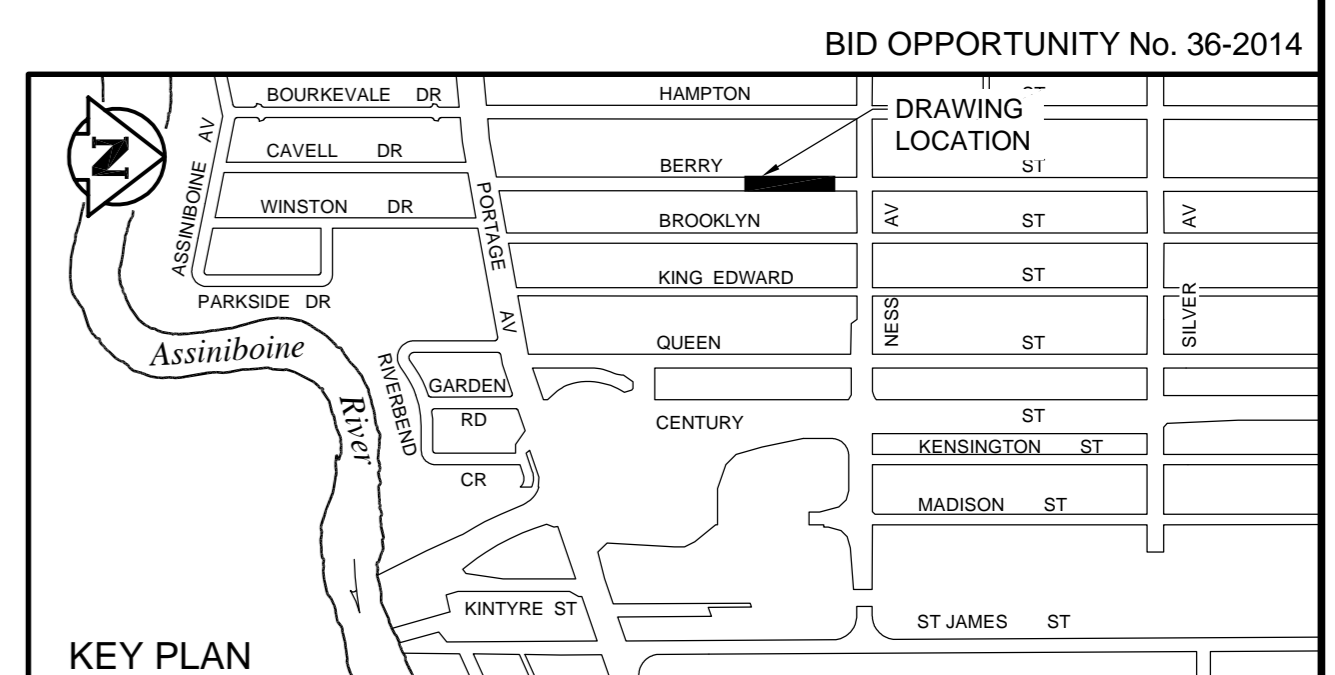 BID OPPORTUNITY No. 36-2014
BOURKEVALE DR
HAMPTON
ST
DRAWING
LOCATION
N
ASSINIBOINE AV
CAVELL DR
BERRY
ST
WINSTON DR
PORTAGE AV
BROOKLYN
AV
ST
AV
KING EDWARD
ST
PARKSIDE DR
NESS
SILVER
Assiniboine
River
QUEEN
ST
RIVERBEND
GARDEN
RD
CR
CENTURY
ST
KENSINGTON ST
MADISON ST
KINTYRE ST
ST JAMES ST
KEY PLAN